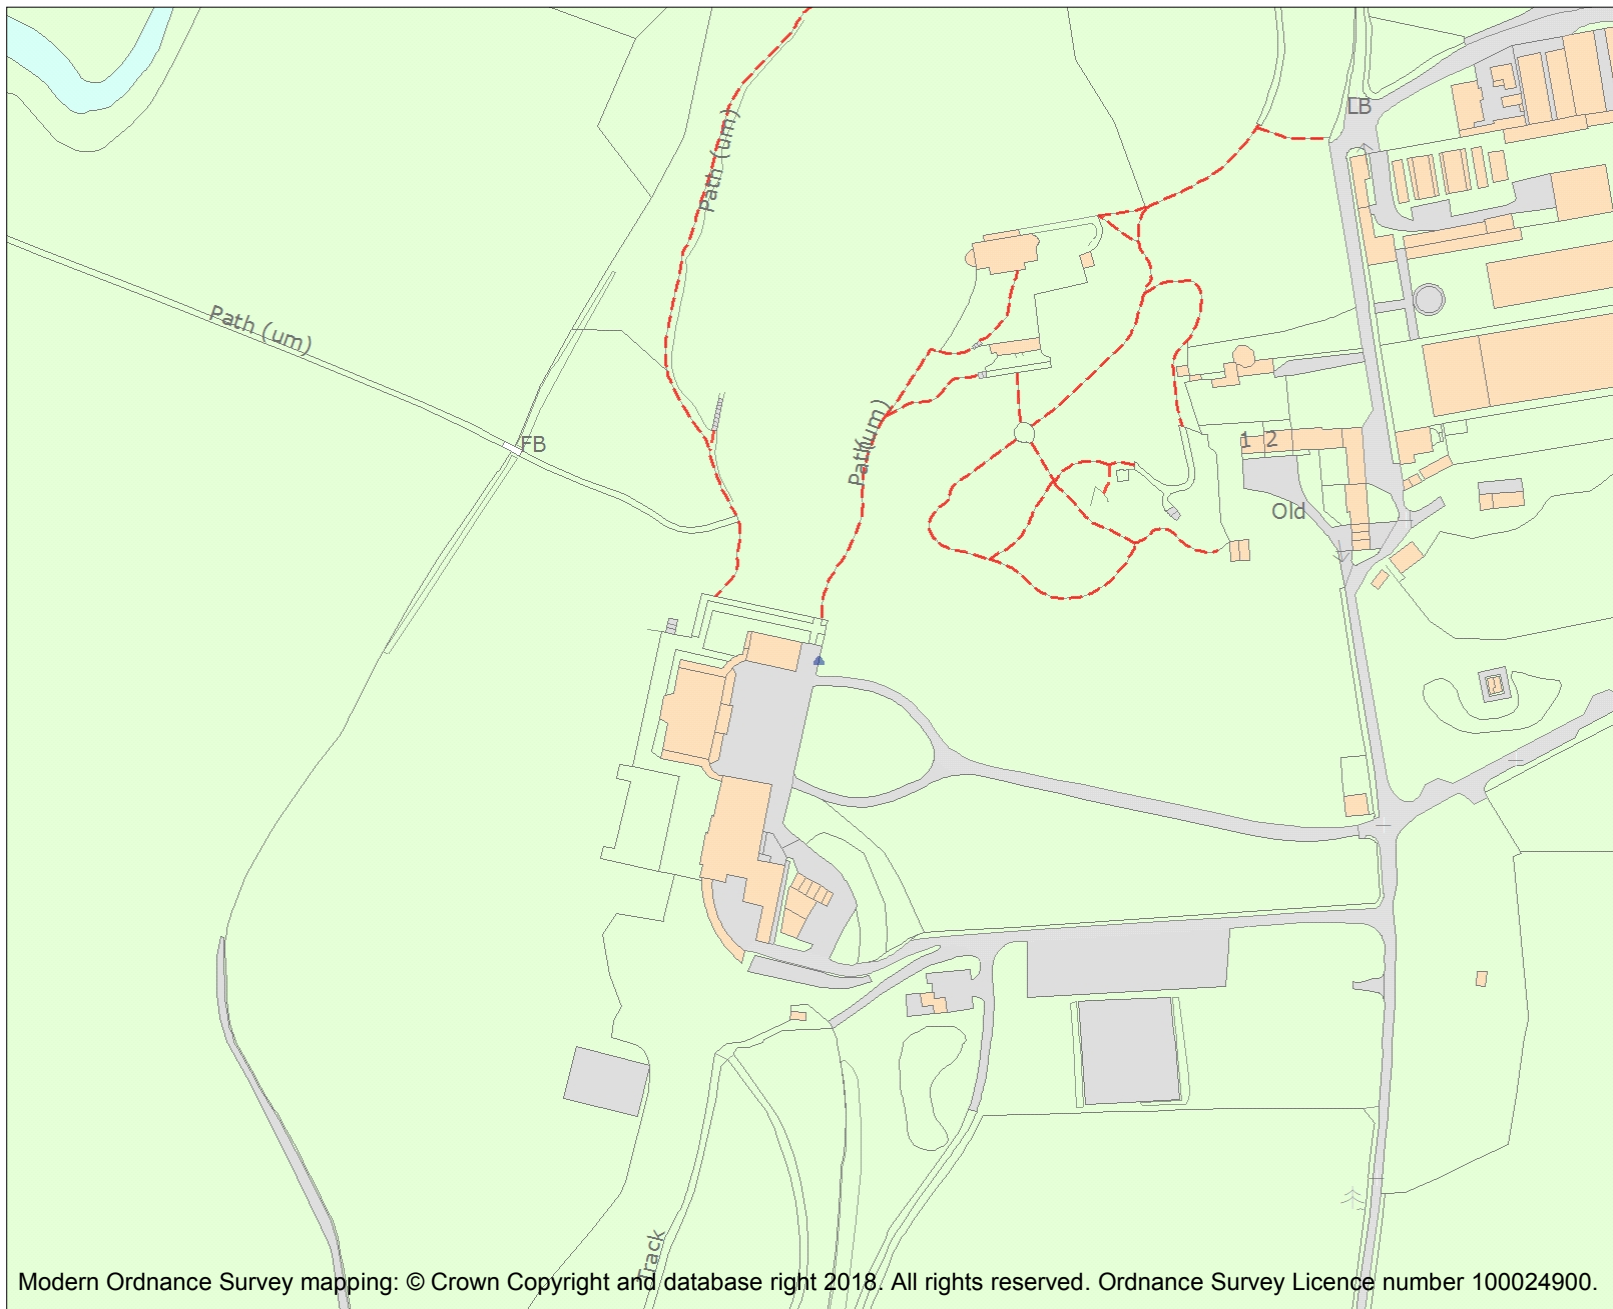 LB
Path (um)
Path (um)
Path(um)
FB
1 2
Old
Track
Modern Ordnance Survey mapping: © Crown Copyright and database right 2018. All rights reserved. Ordnance Survey Licence number 100024900.